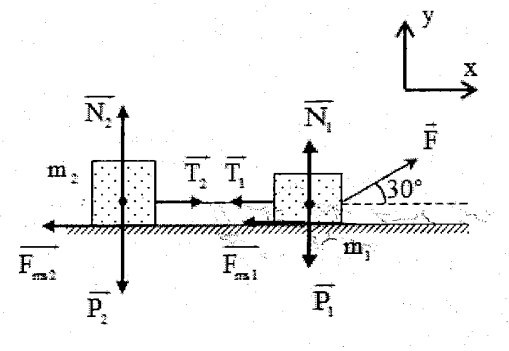 y
x
N₂
N₁
F
m₂
T₂
T₁
30°
Fms2
Fms1
m₁
P₂
P₁